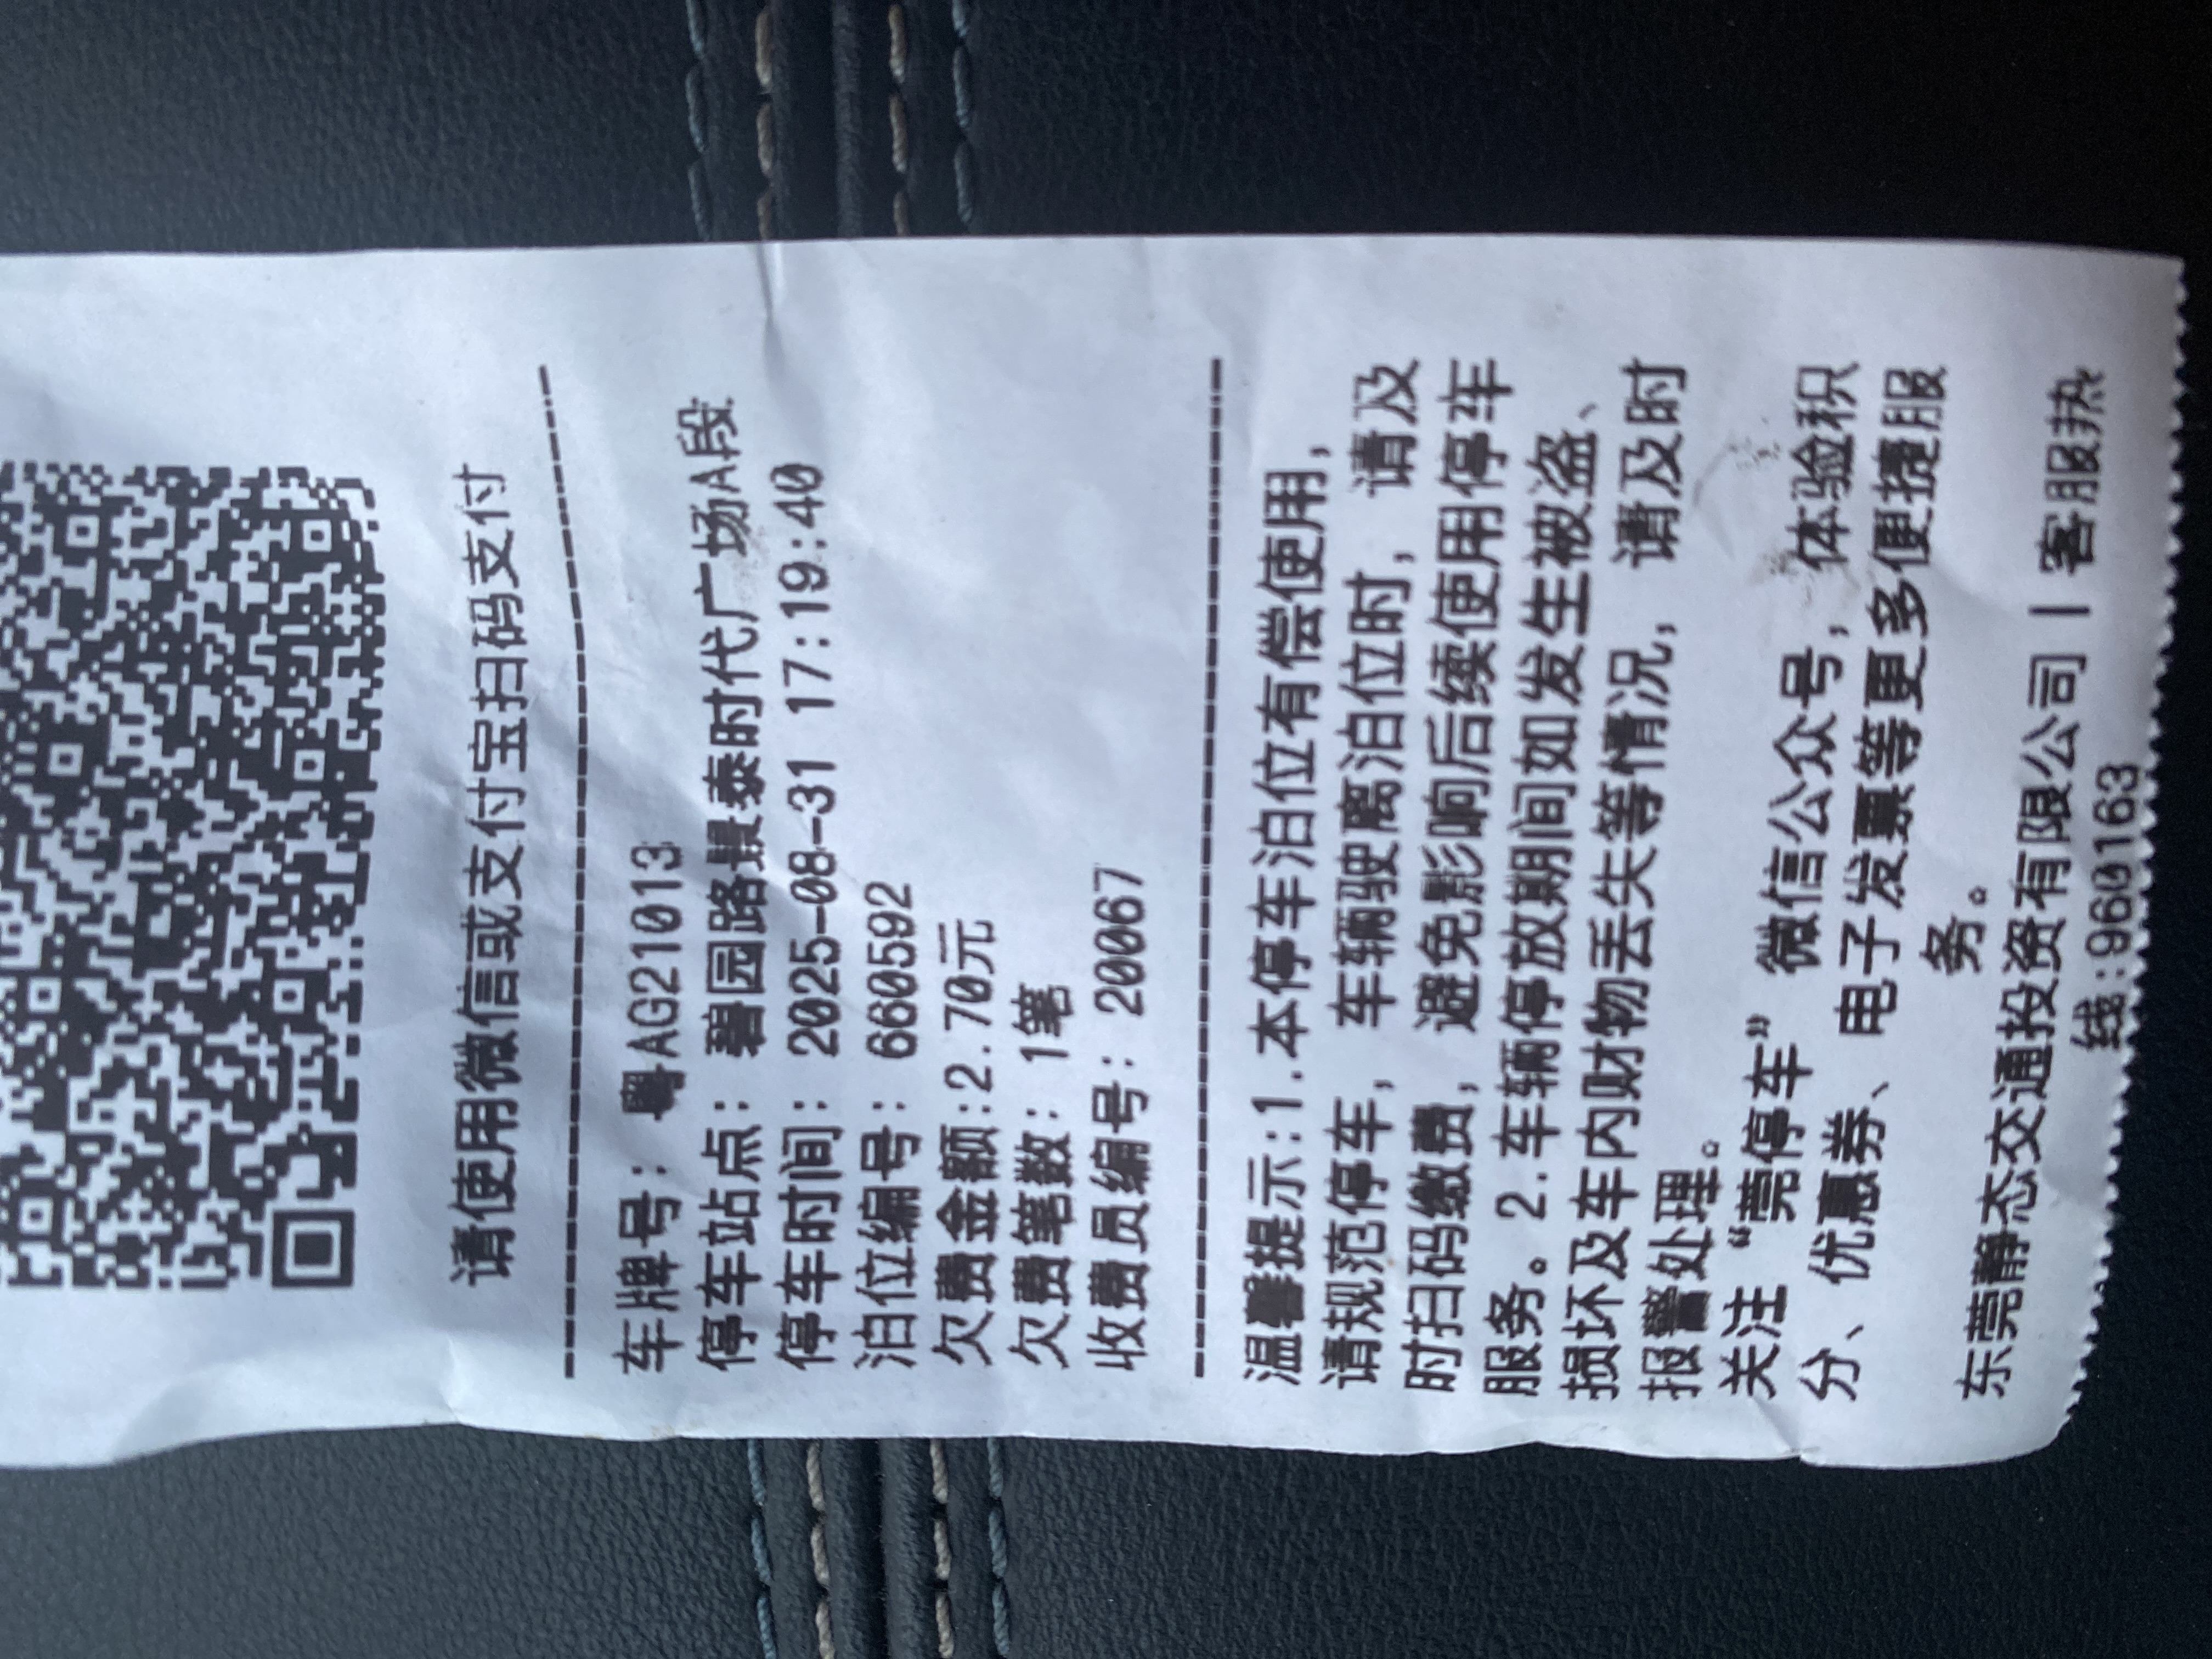 请使用微信或支付宝扫码支付
车牌号: 粤AG21013
停车站点: 碧园路景泰时代广场A段
停车时间: 2025-08-31 17:19:40
泊位编号: 660592
欠费金额:2.70元
欠费笔数: 1笔
收费员编号: 200067
温馨提示:1.本停车泊位有偿使用,
请规范停车, 车辆驶离泊位时, 请及
时扫码缴费, 避免影响后续使用停车
服务。2.车辆停放期间如发生被盗、
损坏及车内财物丢失等情况, 请及时
报警处理。
关注“莞停车”微信公众号, 体验积
分、优惠券、电子发票等更多便捷服
务。
东莞静态交通投资有限公司 | 客服热
线:9600163